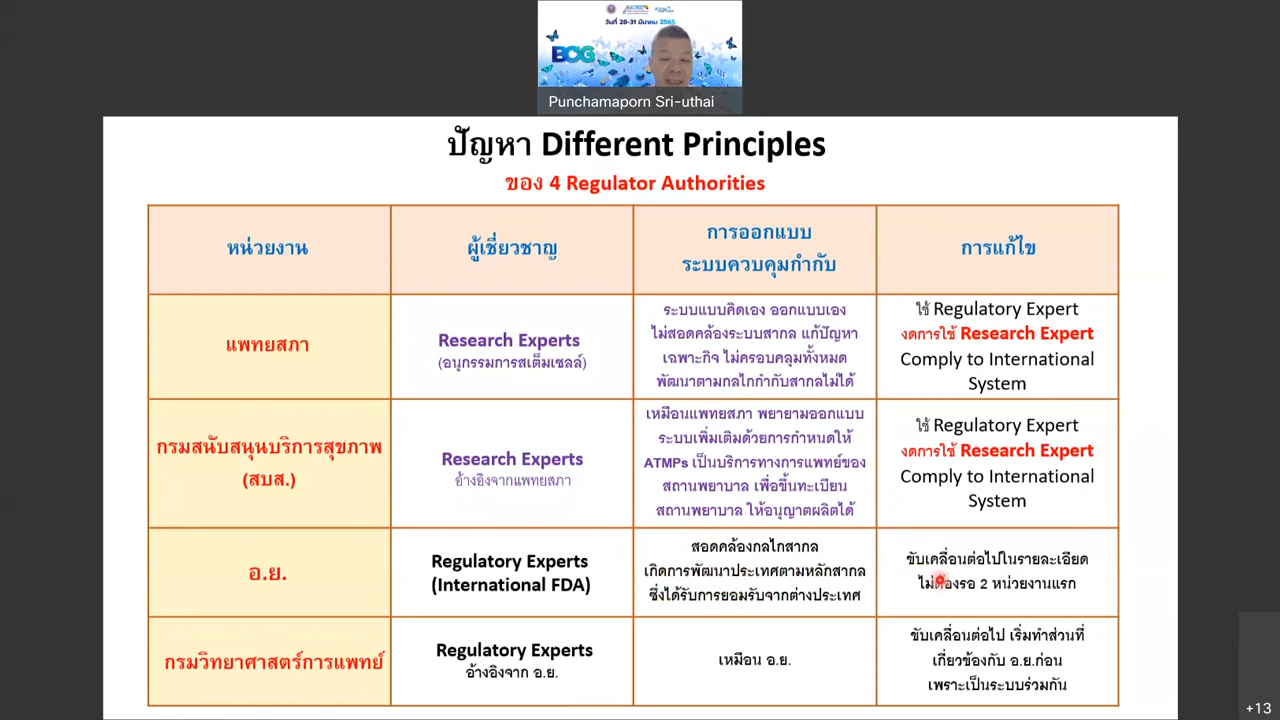 วันที่ 28-31 มีนาคม 2565
BCG
Punchamaporn Sri-uthai
ปัญหา Different Principles
ของ 4 Regulator Authorities
หน่วยงาน
ผู้เชี่ยวชาญ
การออกแบบ
ระบบควบคุมกำกับ
การแก้ไข
แพทยสภา
Research Experts
(อนุกรรมการสเต็มเซลล์)
ระบบแบบคิดเอง ออกแบบเอง
ไม่สอดคล้องระบบสากล แก้ปัญหา
เฉพาะกิจ ไม่ครอบคลุมทั้งหมด
พัฒนาตามกลไกกำกับสากลไม่ได้
ใช้ Regulatory Expert
งดการใช้ Research Expert
Comply to International
System
กรมสนับสนุนบริการสุขภาพ
(สบส.)
Research Experts
อ้างอิงจากแพทยสภา
เหมือนแพทยสภา พยายามออกแบบ
ระบบเพิ่มเติมด้วยการกำหนดให้
ATMPs เป็นบริการทางการแพทย์ของ
สถานพยาบาล เพื่อขึ้นทะเบียน
สถานพยาบาล ให้อนุญาตผลิตได้
ใช้ Regulatory Expert
งดการใช้ Research Expert
Comply to International
System
อ.ย.
Regulatory Experts
(International FDA)
สอดคล้องกลไกสากล
เกิดการพัฒนาประเทศตามหลักสากล
ซึ่งได้รับการยอมรับจากต่างประเทศ
ขับเคลื่อนต่อไปในรายละเอียด
ไม่ต้องรอ 2 หน่วยงานแรก
กรมวิทยาศาสตร์การแพทย์
Regulatory Experts
อ้างอิงจาก อ.ย.
เหมือน อ.ย.
ขับเคลื่อนต่อไป เริ่มทำส่วนที่
เกี่ยวข้องกับ อ.ย.ก่อน
เพราะเป็นระบบร่วมกัน
+13